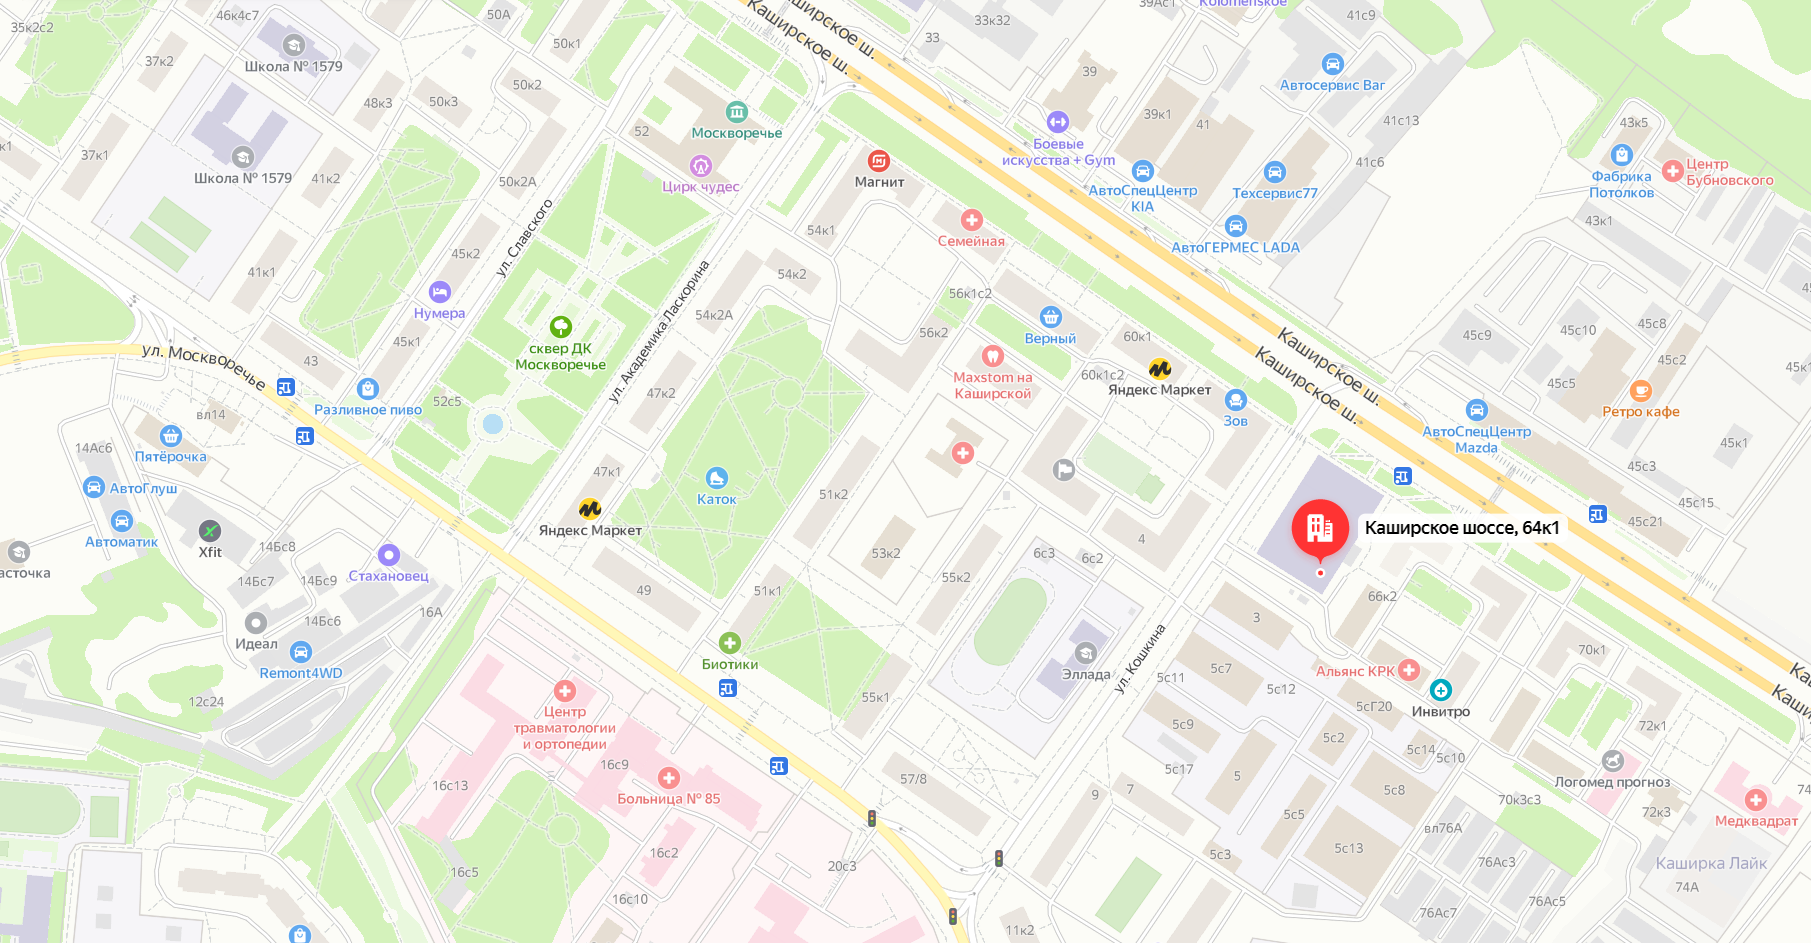 35к2с2
46к4с7
50А
39Ас1
Kolomenskoe
41с9
Каширское ш.
Каширское ш.
33к32
33
37к2
Школа № 1579
50к1
50к2
39
Автосервис Ваг
48к3
50к3
52
Москворечье
39к1
41
41с13
43к5
к1
37к1
Школа № 1579
41к2
50к2А
Цирк чудес
Магнит
Боевые
искусства + Gym
АвтоСпецЦентр
KIA
Техсервис77
41с6
Фабрика
Потолков
Центр
Бубновского
ул. Славского
54к1
Семейная
АвтоГЕРМЕС LADA
43к1
45к2
41к1
54к2
Нумера
54к2А
ул. Академика Ласкорина
56к1с2
56к2
Верный
60к1
Каширское ш.
Каширское ш.
45с9
45с10
45с8
45с2
45к1
сквер ДК
Москворечье
ул. Москворечье
43
45к1
47к2
Maxstom на
Каширской
60к1с2
Яндекс Маркет
45с5
Ретро кафе
52с5
Разливное пиво
вл14
Зов
АвтоСпецЦентр
Mazda
14Ас6
Пятёрочка
45к1
45с3
47к1
Каток
51к2
АвтоГлуш
45с15
Яндекс Маркет
Автоматик
Xfit
14Бс8
4
Каширское шоссе, 64к1
45с21
53к2
6с3
6с2
асточка
14Бс7
14Бс9
Стахановец
49
51к1
55к2
66к2
16А
14Бс6
3
Идеал
ул. Кошкина
70к1
Remont4WD
Биотики
Эллада
5с11
5с7
Альянс КРК
12с24
55к1
5с12
5сГ20
Инвитро
Центр
травматологии
и ортопедии
5с9
5с2
5с14
5с10
72к1
Каширское ш.
16с9
16с13
Больница № 85
57/8
5с17
5
5с8
Логомед прогноз
9
7
5с5
70к3с3
72к3
Медквадрат
16с2
20с3
5с3
5с13
вл76А
76Ас3
Каширка Лайк
16с5
74А
16с10
11к2
76Ас7
76Ас5